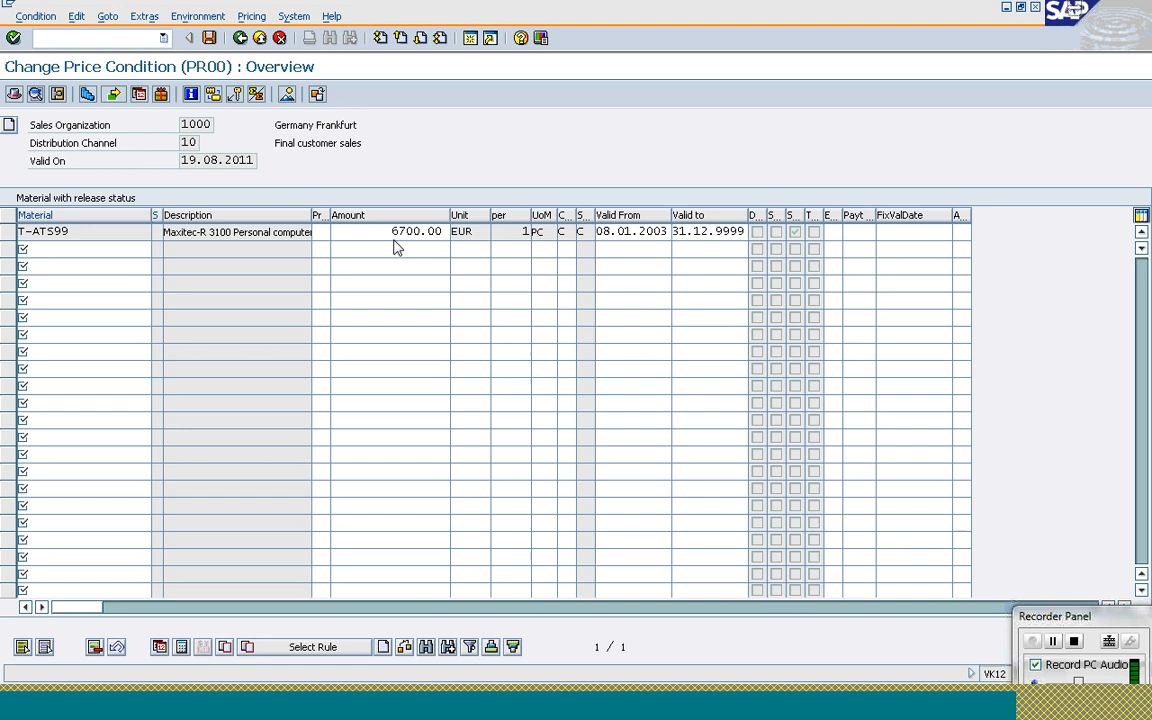 Condition Edit Goto Extras Environment Pricing System Help
SAP
Change Price Condition (PR00) : Overview
Sales Organization 1000 Germany Frankfurt
Distribution Channel 10 Final customer sales
Valid On 19.08.2011
Material with release status
Material S Description Pr.. Amount Unit per UoM C.. S.. Valid From Valid to D.. S.. S.. T.. E.. Payt FixValDate A..
T-ATS99 Maxitec-R 3100 Personal computer 6700.00 EUR 1 PC C C 08.01.2003 31.12.9999
Recorder Panel
Select Rule 1 / 1
Record PC Audio
VK12